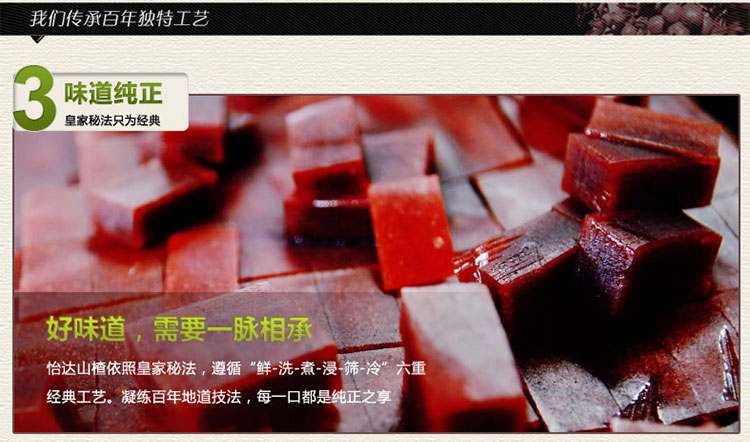 我们传承百年独特工艺
3 味道纯正
皇家秘法只为经典
好味道，需要一脉相承
怡达山楂依照皇家秘法，遵循“鲜-洗-煮-浸-筛-冷”六重
经典工艺。凝练百年地道技法，每一口都是纯正之享